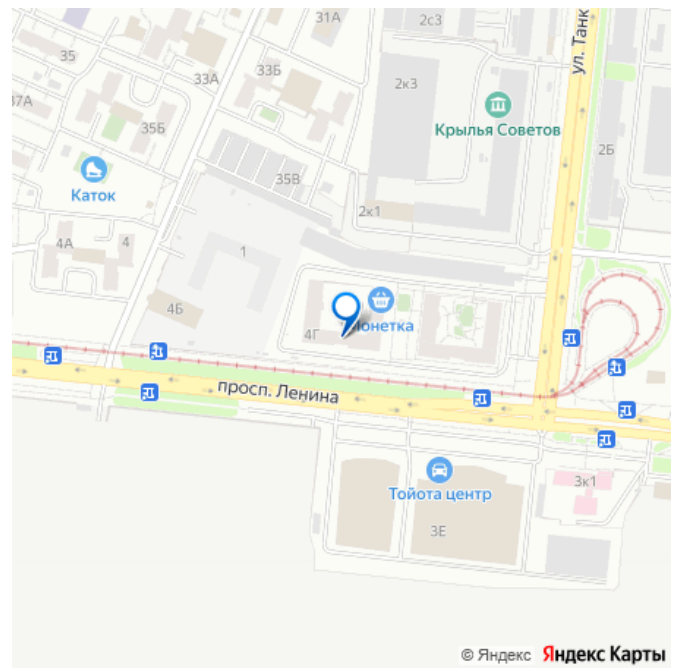 31А
2с3
35
33А
33Б
2к3
ул. Танк
37А
35Б
Крылья Советов
2Б
Каток
35В
2к1
4А
4
1
4Б
4Г
Монетка
просп. Ленина
Тойота центр
3к1
3Е
© Яндекс Яндекс Карты